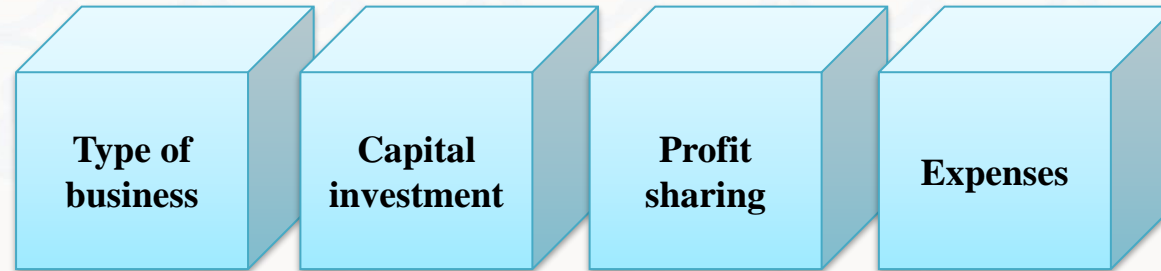 Type of
business
Capital
investment
Profit
sharing
Expenses